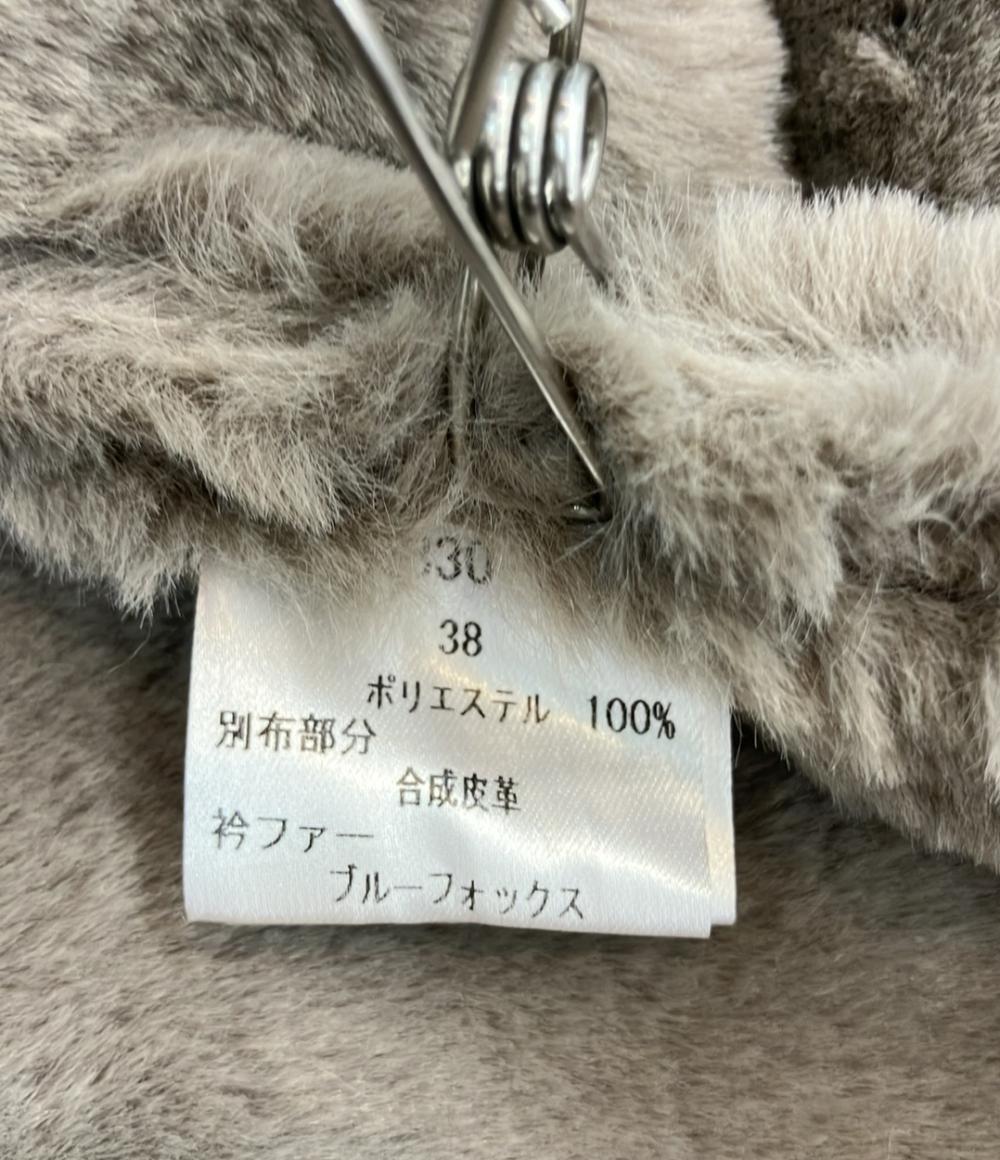 30
38
ポリエステル 100%
別布部分
合成皮革
衿ファー
ブルーフォックス